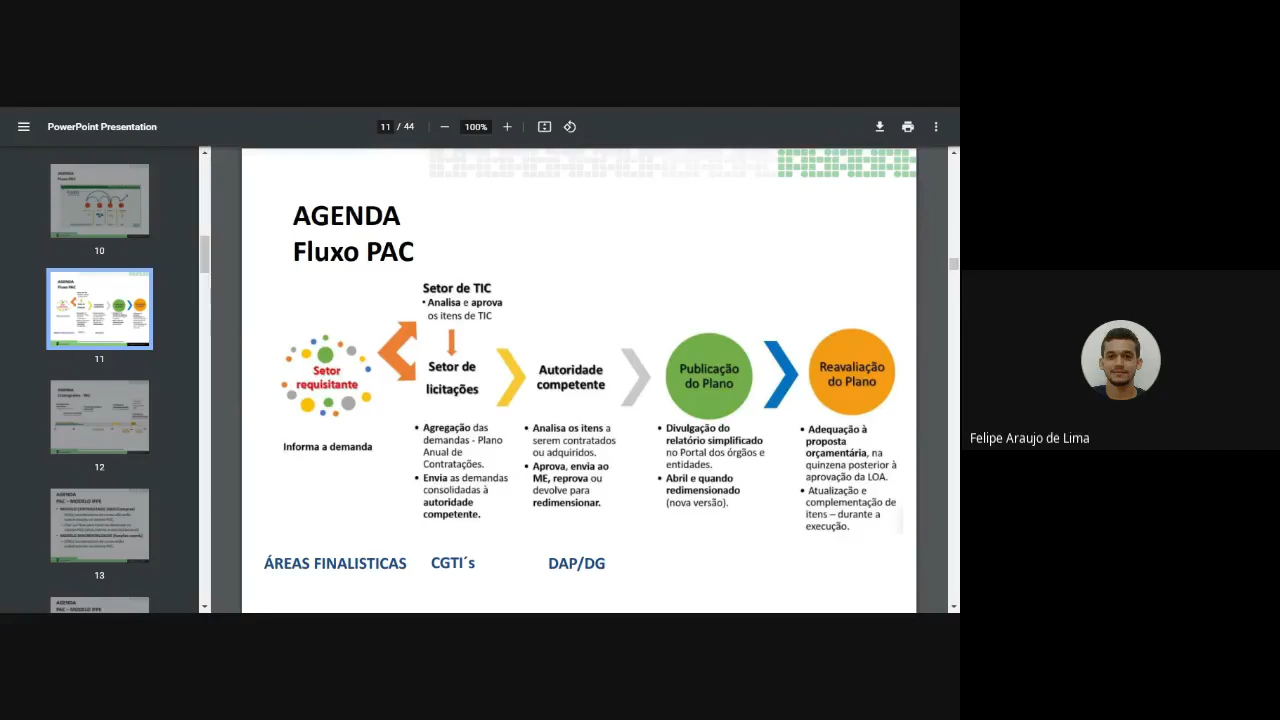 PowerPoint Presentation
11 / 44
100%
10
11
12
13
AGENDA
Fluxo PAC
Setor de TIC
• Analisa e aprova
os itens de TIC
Setor
requisitante
Informa a demanda
Setor de
licitações
• Agregação das
demandas - Plano
Anual de
Contratações.
• Envia as demandas
consolidadas à
autoridade
competente.
Autoridade
competente
• Analisa os itens a
serem contratados
ou adquiridos.
• Aprova, envia ao
ME, reprova ou
devolve para
redimensionar.
Publicação
do Plano
• Divulgação do
relatório simplificado
no Portal dos órgãos e
entidades.
• Abril e quando
redimensionado
(nova versão).
Reavaliação
do Plano
• Adequação à
proposta
orçamentária, na
quinzena posterior à
aprovação da LOA.
• Atualização e
complementação de
itens – durante a
execução.
ÁREAS FINALISTICAS
CGTI´s
DAP/DG
Felipe Araujo de Lima